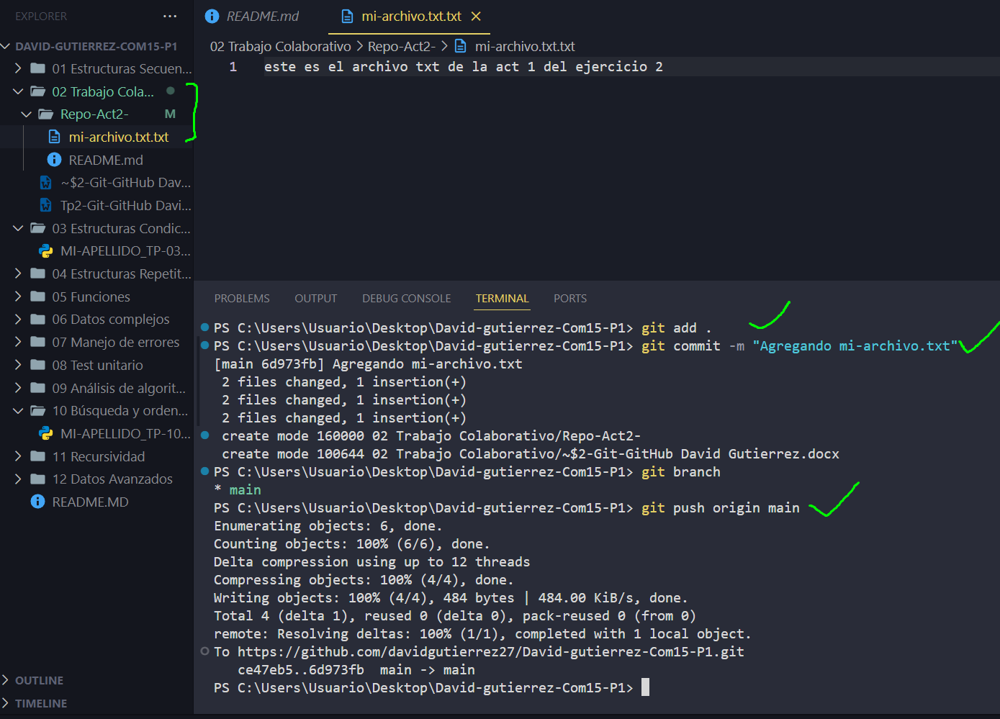 EXPLORER
DAVID-GUTIERREZ-COM15-P1
01 Estructuras Secuen...
02 Trabajo Cola...
Repo-Act2- M
mi-archivo.txt.txt
README.md
~$2-Git-GitHub Dav...
Tp2-Git-GitHub Davi...
03 Estructuras Condic...
MI-APELLIDO_TP-03...
04 Estructuras Repetit...
05 Funciones
06 Datos complejos
07 Manejo de errores
08 Test unitario
09 Análisis de algorit...
10 Búsqueda y orden...
MI-APELLIDO_TP-10...
11 Recursividad
12 Datos Avanzados
README.MD
OUTLINE
TIMELINE
README.md mi-archivo.txt.txt
02 Trabajo Colaborativo > Repo-Act2- > mi-archivo.txt.txt
1 este es el archivo txt de la act 1 del ejercicio 2
PROBLEMS OUTPUT DEBUG CONSOLE TERMINAL PORTS
PS C:\Users\Usuario\Desktop\David-gutierrez-Com15-P1> git add .
PS C:\Users\Usuario\Desktop\David-gutierrez-Com15-P1> git commit -m "Agregando mi-archivo.txt"
[main 6d973fb] Agregando mi-archivo.txt
2 files changed, 1 insertion(+)
2 files changed, 1 insertion(+)
2 files changed, 1 insertion(+)
create mode 160000 02 Trabajo Colaborativo/Repo-Act2-
create mode 100644 02 Trabajo Colaborativo/~$2-Git-GitHub David Gutierrez.docx
PS C:\Users\Usuario\Desktop\David-gutierrez-Com15-P1> git branch
* main
PS C:\Users\Usuario\Desktop\David-gutierrez-Com15-P1> git push origin main
Enumerating objects: 6, done.
Counting objects: 100% (6/6), done.
Delta compression using up to 12 threads
Compressing objects: 100% (4/4), done.
Writing objects: 100% (4/4), 484 bytes | 484.00 KiB/s, done.
Total 4 (delta 1), reused 0 (delta 0), pack-reused 0 (from 0)
remote: Resolving deltas: 100% (1/1), completed with 1 local object.
To https://github.com/davidgutierrez27/David-gutierrez-Com15-P1.git
ce47eb5..6d973fb main -> main
PS C:\Users\Usuario\Desktop\David-gutierrez-Com15-P1>